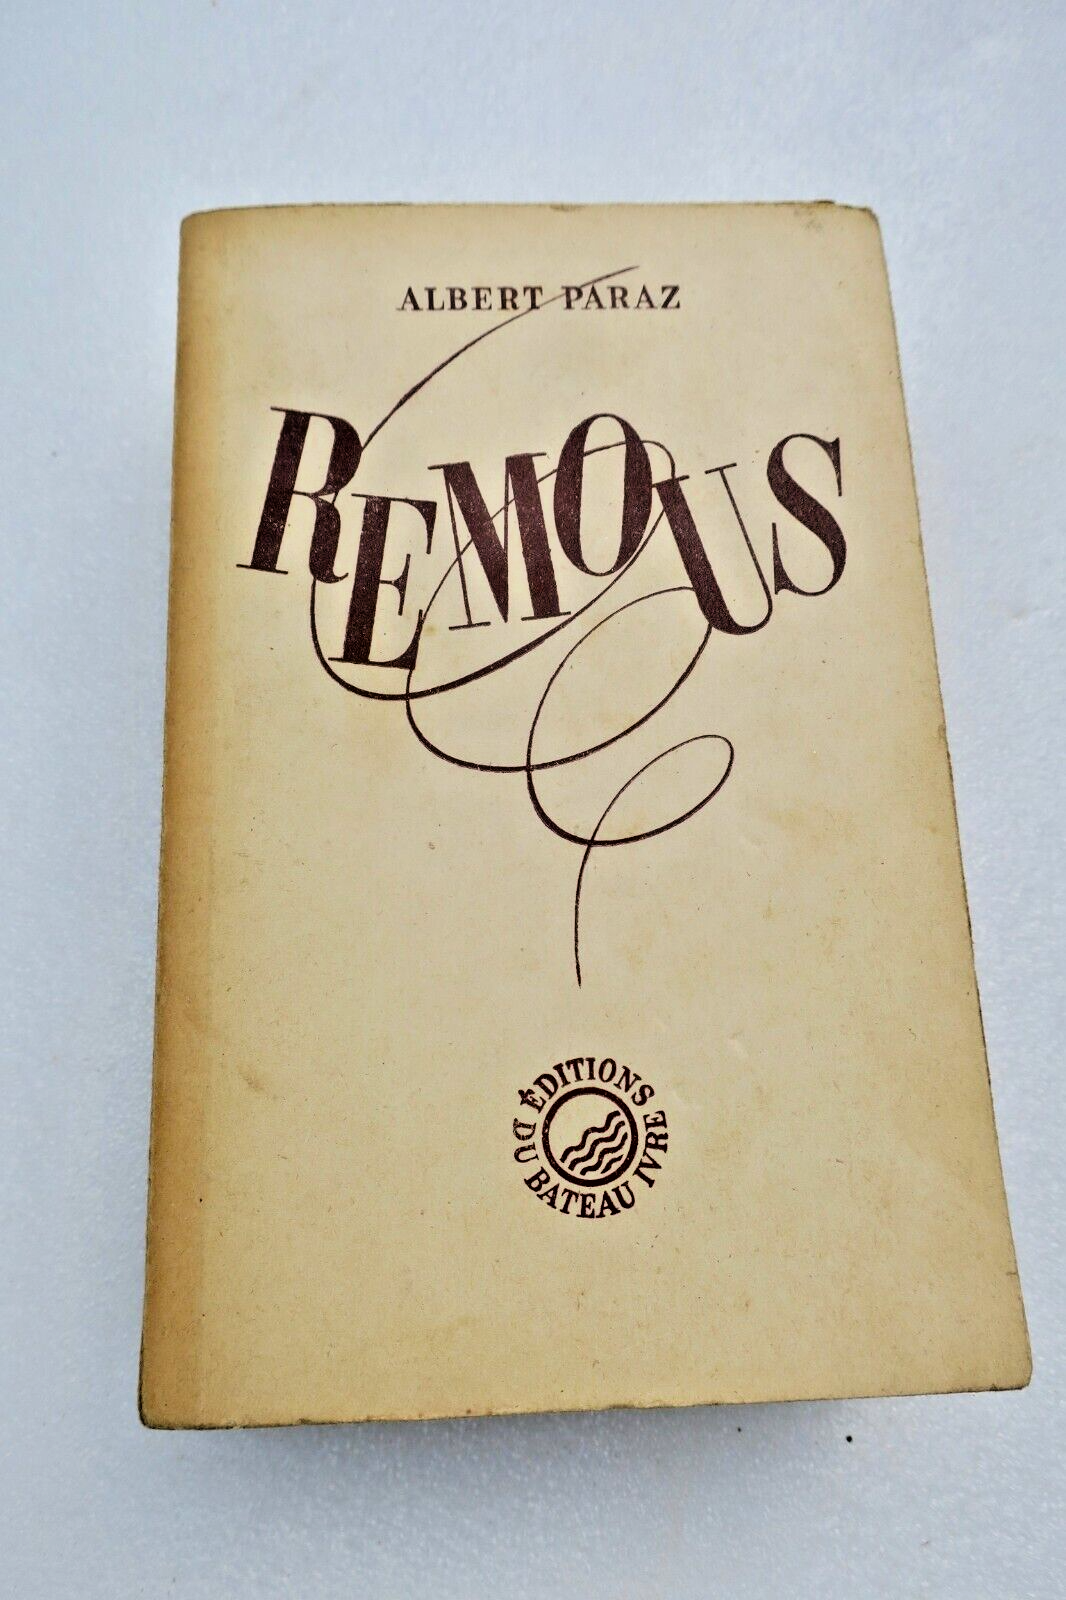 ALBERT PARAZ
REMOUS
ÉDITIONS DU BATEAU IVRE